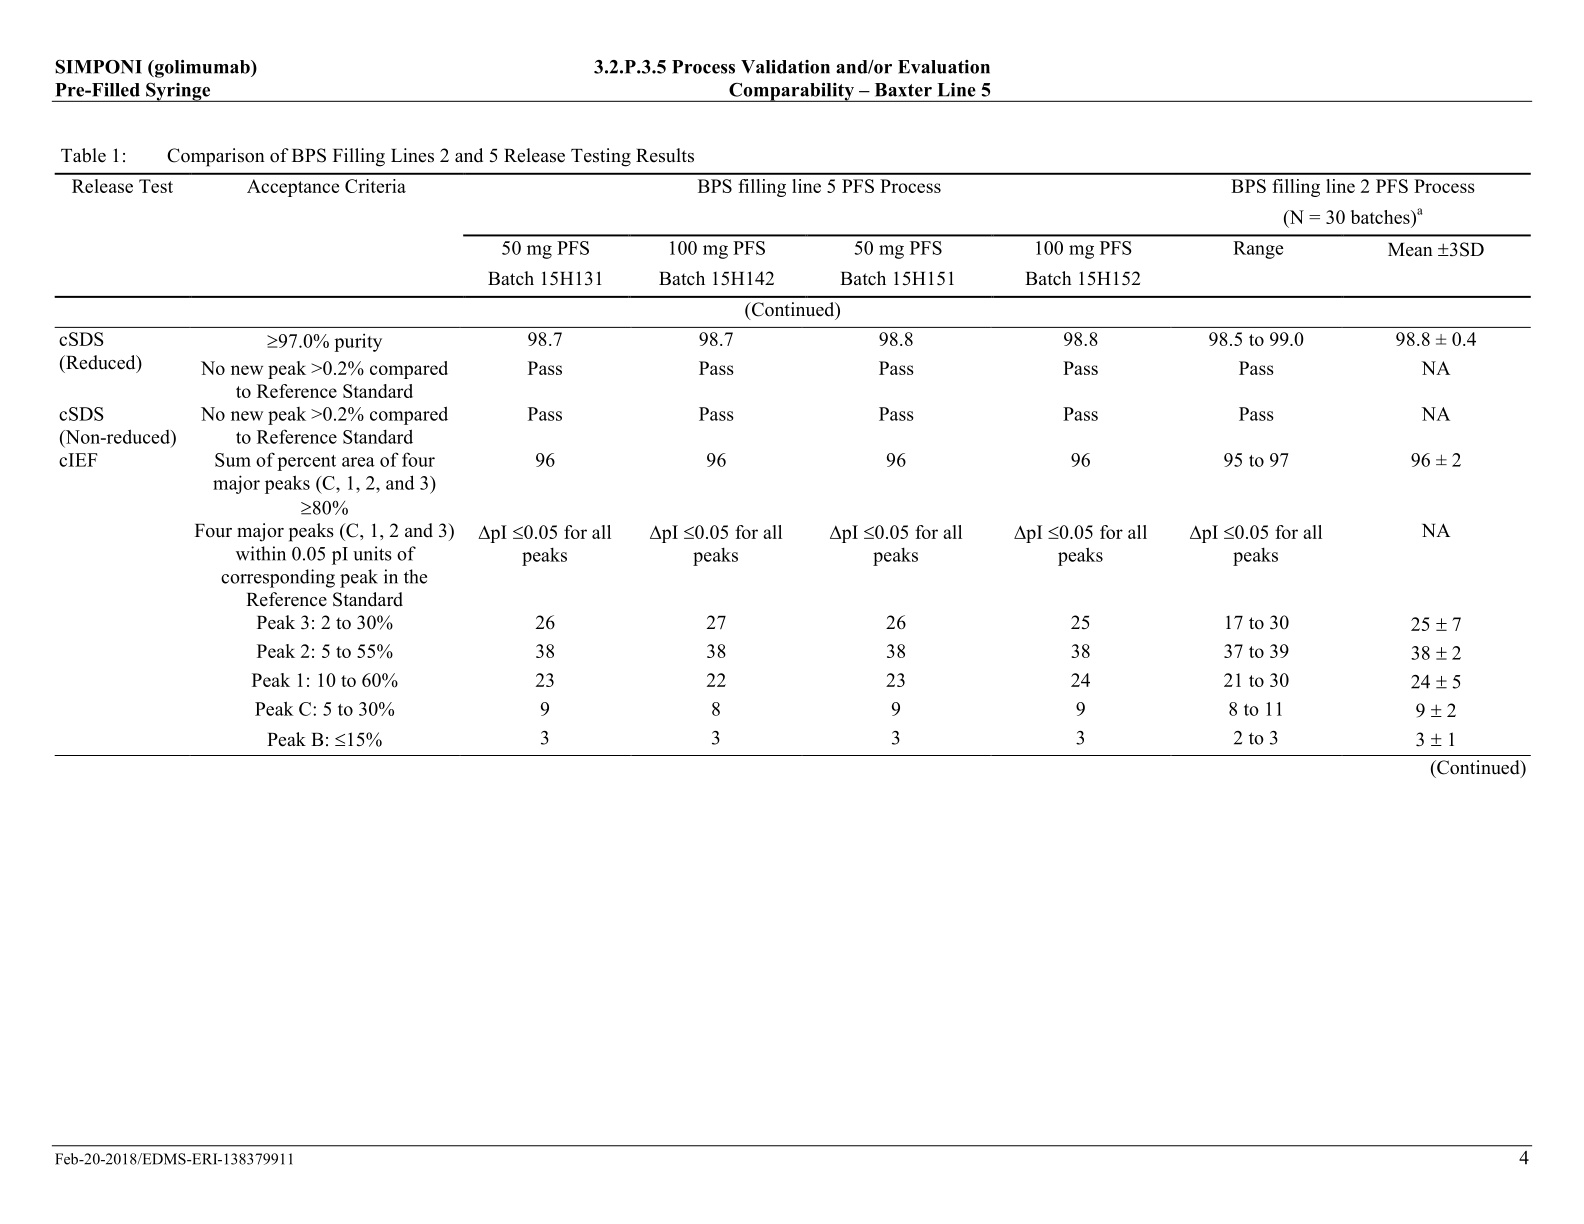 SIMPONI (golimumab) 3.2.P.3.5 Process Validation and/or Evaluation
Pre-Filled Syringe Comparability – Baxter Line 5
Table 1: Comparison of BPS Filling Lines 2 and 5 Release Testing Results
Release Test Acceptance Criteria BPS filling line 5 PFS Process BPS filling line 2 PFS Process
(N = 30 batches)a
50 mg PFS 100 mg PFS 50 mg PFS 100 mg PFS Range Mean ±3SD
Batch 15H131 Batch 15H142 Batch 15H151 Batch 15H152
(Continued)
cSDS ≥97.0% purity 98.7 98.7 98.8 98.8 98.5 to 99.0 98.8 ± 0.4
(Reduced) No new peak >0.2% compared Pass Pass Pass Pass Pass NA
to Reference Standard
cSDS No new peak >0.2% compared Pass Pass Pass Pass Pass NA
(Non-reduced) to Reference Standard
cIEF Sum of percent area of four 96 96 96 96 95 to 97 96 ± 2
major peaks (C, 1, 2, and 3)
≥80%
Four major peaks (C, 1, 2 and 3) ΔpI ≤0.05 for all ΔpI ≤0.05 for all ΔpI ≤0.05 for all ΔpI ≤0.05 for all ΔpI ≤0.05 for all NA
within 0.05 pI units of peaks peaks peaks peaks peaks
corresponding peak in the
Reference Standard
Peak 3: 2 to 30% 26 27 26 25 17 to 30 25 ± 7
Peak 2: 5 to 55% 38 38 38 38 37 to 39 38 ± 2
Peak 1: 10 to 60% 23 22 23 24 21 to 30 24 ± 5
Peak C: 5 to 30% 9 8 9 9 8 to 11 9 ± 2
Peak B: ≤15% 3 3 3 3 2 to 3 3 ± 1
(Continued)
Feb-20-2018/EDMS-ERI-138379911 4